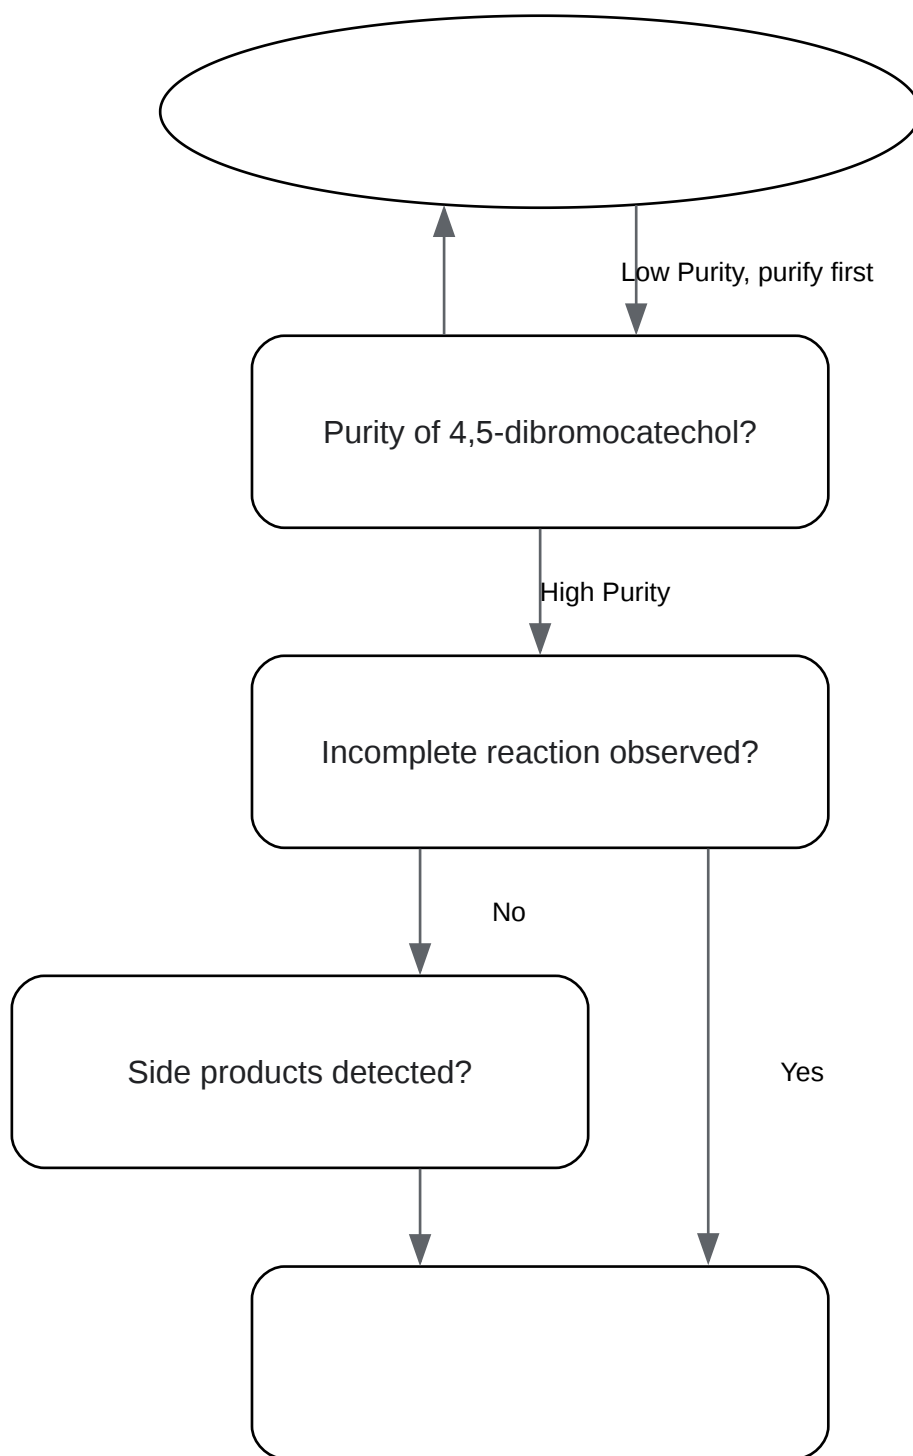 Low Purity, purify first
Purity of 4,5-dibromocatechol?
High Purity
Incomplete reaction observed?
No
Side products detected?
Yes